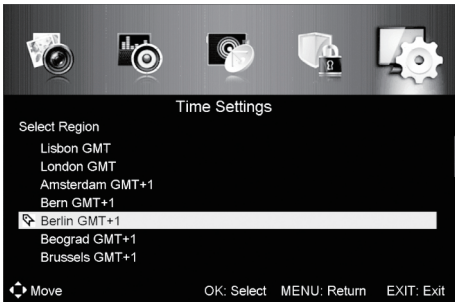 Time Settings
Select Region
Lisbon GMT
London GMT
Amsterdam GMT+1
Bern GMT+1
Berlin GMT+1
Beograd GMT+1
Brussels GMT+1
Move OK: Select MENU: Return EXIT: Exit